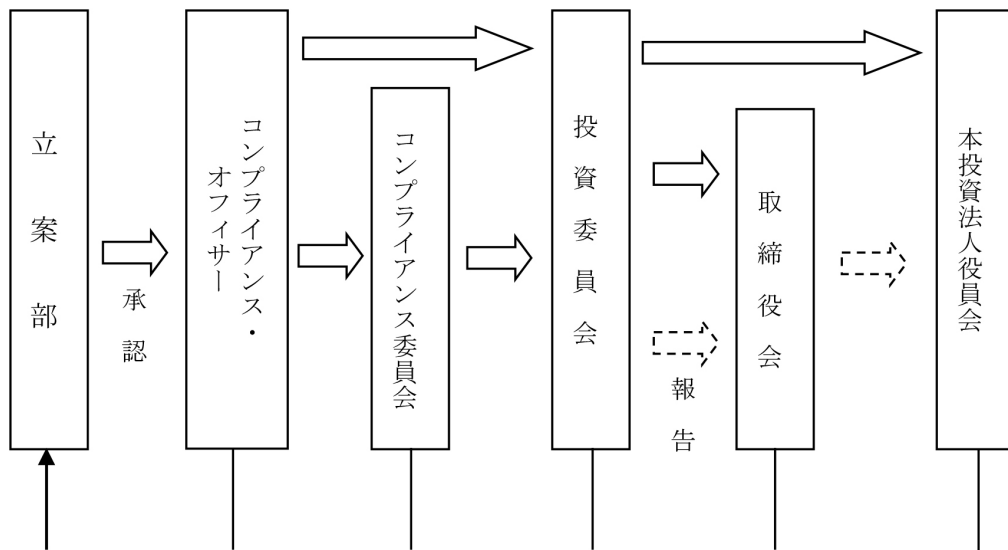 立案部
承認
コンプライアンス・
オフィサー
コンプライアンス委員会
投資委員会
報告
取締役会
本投資法人役員会